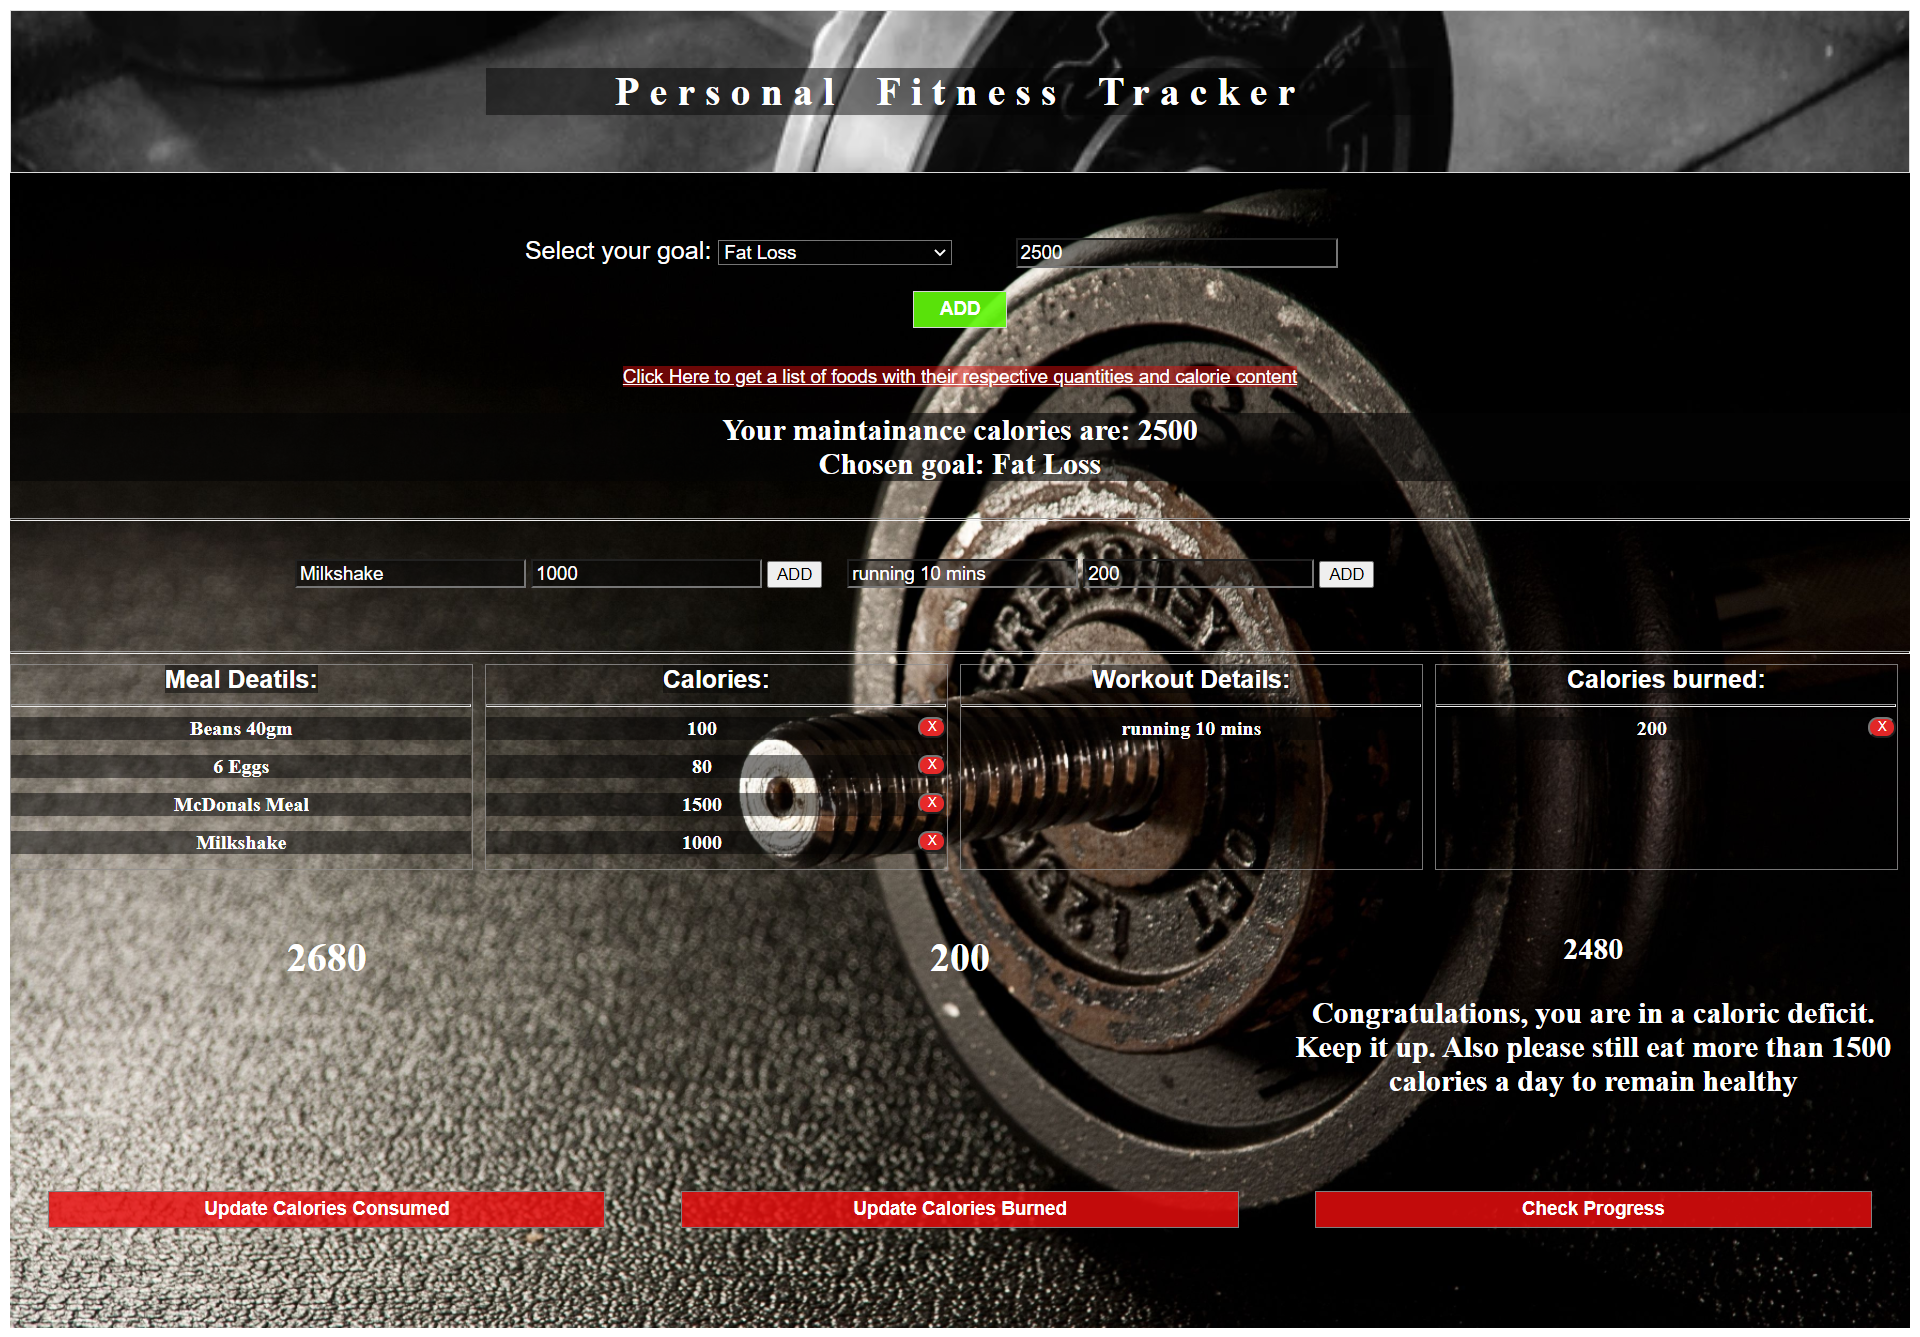 Personal Fitness Tracker
Select your goal: Fat Loss 2500
ADD
Click Here to get a list of foods with their respective quantities and calorie content
Your maintainance calories are: 2500
Chosen goal: Fat Loss
Milkshake 1000 ADD running 10 mins 200 ADD
Meal Deatils: Calories: Workout Details: Calories burned:
Beans 40gm 100 X running 10 mins 200 X
6 Eggs 80 X
McDonals Meal 1500 X
Milkshake 1000 X
2680 200 2480
Congratulations, you are in a caloric deficit.
Keep it up. Also please still eat more than 1500
calories a day to remain healthy
Update Calories Consumed Update Calories Burned Check Progress